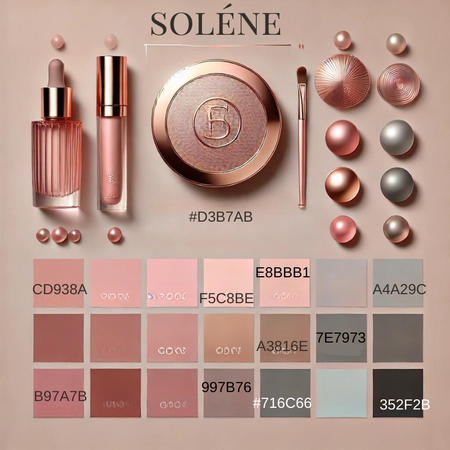 SOLÉNE
#D3B7AB
E8BBB1
CD938A
F5C8BE
A4A29C
7E7973
A3816E
997B76
B97A7B
#716C66
352F2B